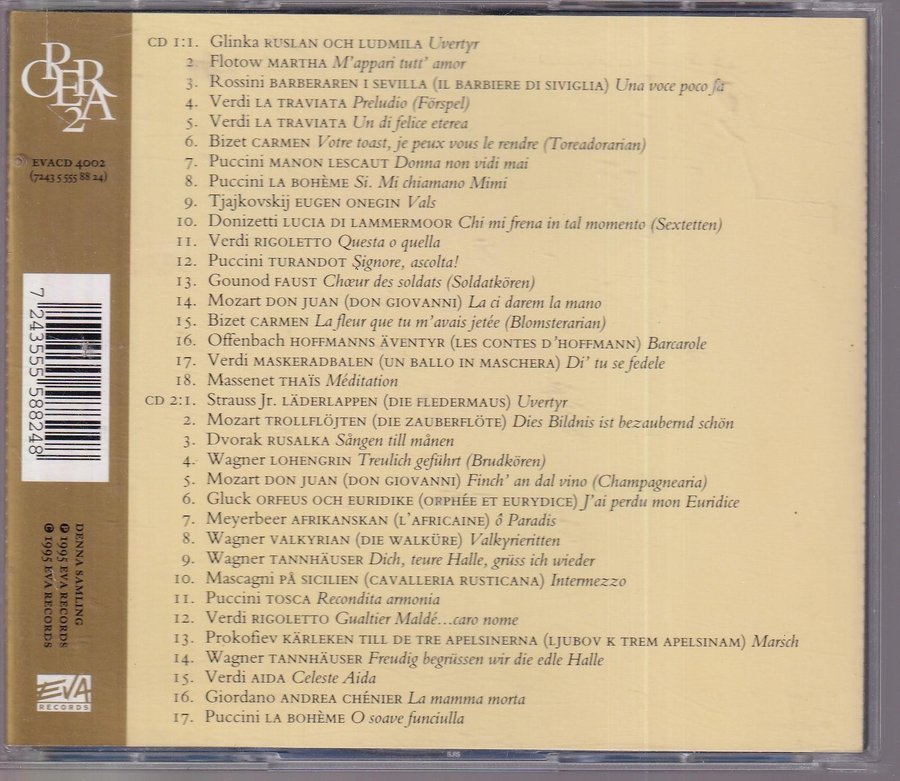 OPERA
2
EVACD 4002
(7243 5 555 88 24)
7 243555 588248
DENNA SAMLING
℗ 1995 EVA RECORDS
© 1995 EVA RECORDS
EVA
RECORDS
CD 1:1. Glinka RUSLAN OCH LUDMILA Uvertyr
2. Flotow MARTHA M'appari tutt' amor
3. Rossini BARBERAREN I SEVILLA (IL BARBIERE DI SIVIGLIA) Una voce poco fa
4. Verdi LA TRAVIATA Preludio (Förspel)
5. Verdi LA TRAVIATA Un di felice eterea
6. Bizet CARMEN Votre toast, je peux vous le rendre (Toreadorarian)
7. Puccini MANON LESCAUT Donna non vidi mai
8. Puccini LA BOHÈME Si. Mi chiamano Mimi
9. Tjajkovskij EUGEN ONEGIN Vals
10. Donizetti LUCIA DI LAMMERMOOR Chi mi frena in tal momento (Sextetten)
11. Verdi RIGOLETTO Questa o quella
12. Puccini TURANDOT Signore, ascolta!
13. Gounod FAUST Chœur des soldats (Soldatkören)
14. Mozart DON JUAN (DON GIOVANNI) La ci darem la mano
15. Bizet CARMEN La fleur que tu m'avais jetée (Blomsterarian)
16. Offenbach HOFFMANNS ÄVENTYR (LES CONTES D'HOFFMANN) Barcarole
17. Verdi MASKERADBALEN (UN BALLO IN MASCHERA) Di' tu se fedele
18. Massenet THAÏS Méditation
CD 2:1. Strauss Jr. LÄDERLAPPEN (DIE FLEDERMAUS) Uvertyr
2. Mozart TROLLFLÖJTEN (DIE ZAUBERFLÖTE) Dies Bildnis ist bezaubernd schön
3. Dvorak RUSALKA Sången till månen
4. Wagner LOHENGRIN Treulich geführt (Brudkören)
5. Mozart DON JUAN (DON GIOVANNI) Finch' an dal vino (Champagnearia)
6. Gluck ORFEUS OCH EURIDIKE (ORPHÉE ET EURYDICE) J'ai perdu mon Euridice
7. Meyerbeer AFRIKANSKAN (L'AFRICAINE) ô Paradis
8. Wagner VALKYRIAN (DIE WALKÜRE) Valkyrieritten
9. Wagner TANNHÄUSER Dich, teure Halle, grüss ich wieder
10. Mascagni PÅ SICILIEN (CAVALLERIA RUSTICANA) Intermezzo
11. Puccini TOSCA Recondita armonia
12. Verdi RIGOLETTO Gualtier Maldé...caro nome
13. Prokofiev KÄRLEKEN TILL DE TRE APELSINERNA (LJUBOV K TREM APELSINAM) Marsch
14. Wagner TANNHÄUSER Freudig begrüssen wir die edle Halle
15. Verdi AIDA Celeste Aida
16. Giordano ANDREA CHÉNIER La mamma morta
17. Puccini LA BOHÈME O soave funciulla